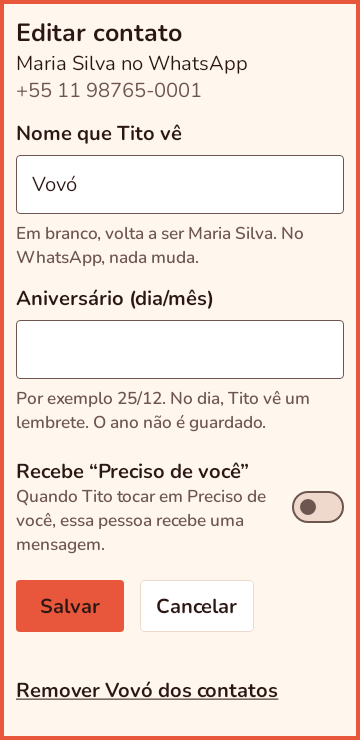 Editar contato
Maria Silva no WhatsApp
+55 11 98765-0001
Nome que Tito vê
Vovó
Em branco, volta a ser Maria Silva. No
WhatsApp, nada muda.
Aniversário (dia/mês)
Por exemplo 25/12. No dia, Tito vê um
lembrete. O ano não é guardado.
Recebe “Preciso de você”
Quando Tito tocar em Preciso de
você, essa pessoa recebe uma
mensagem.
Salvar
Cancelar
Remover Vovó dos contatos